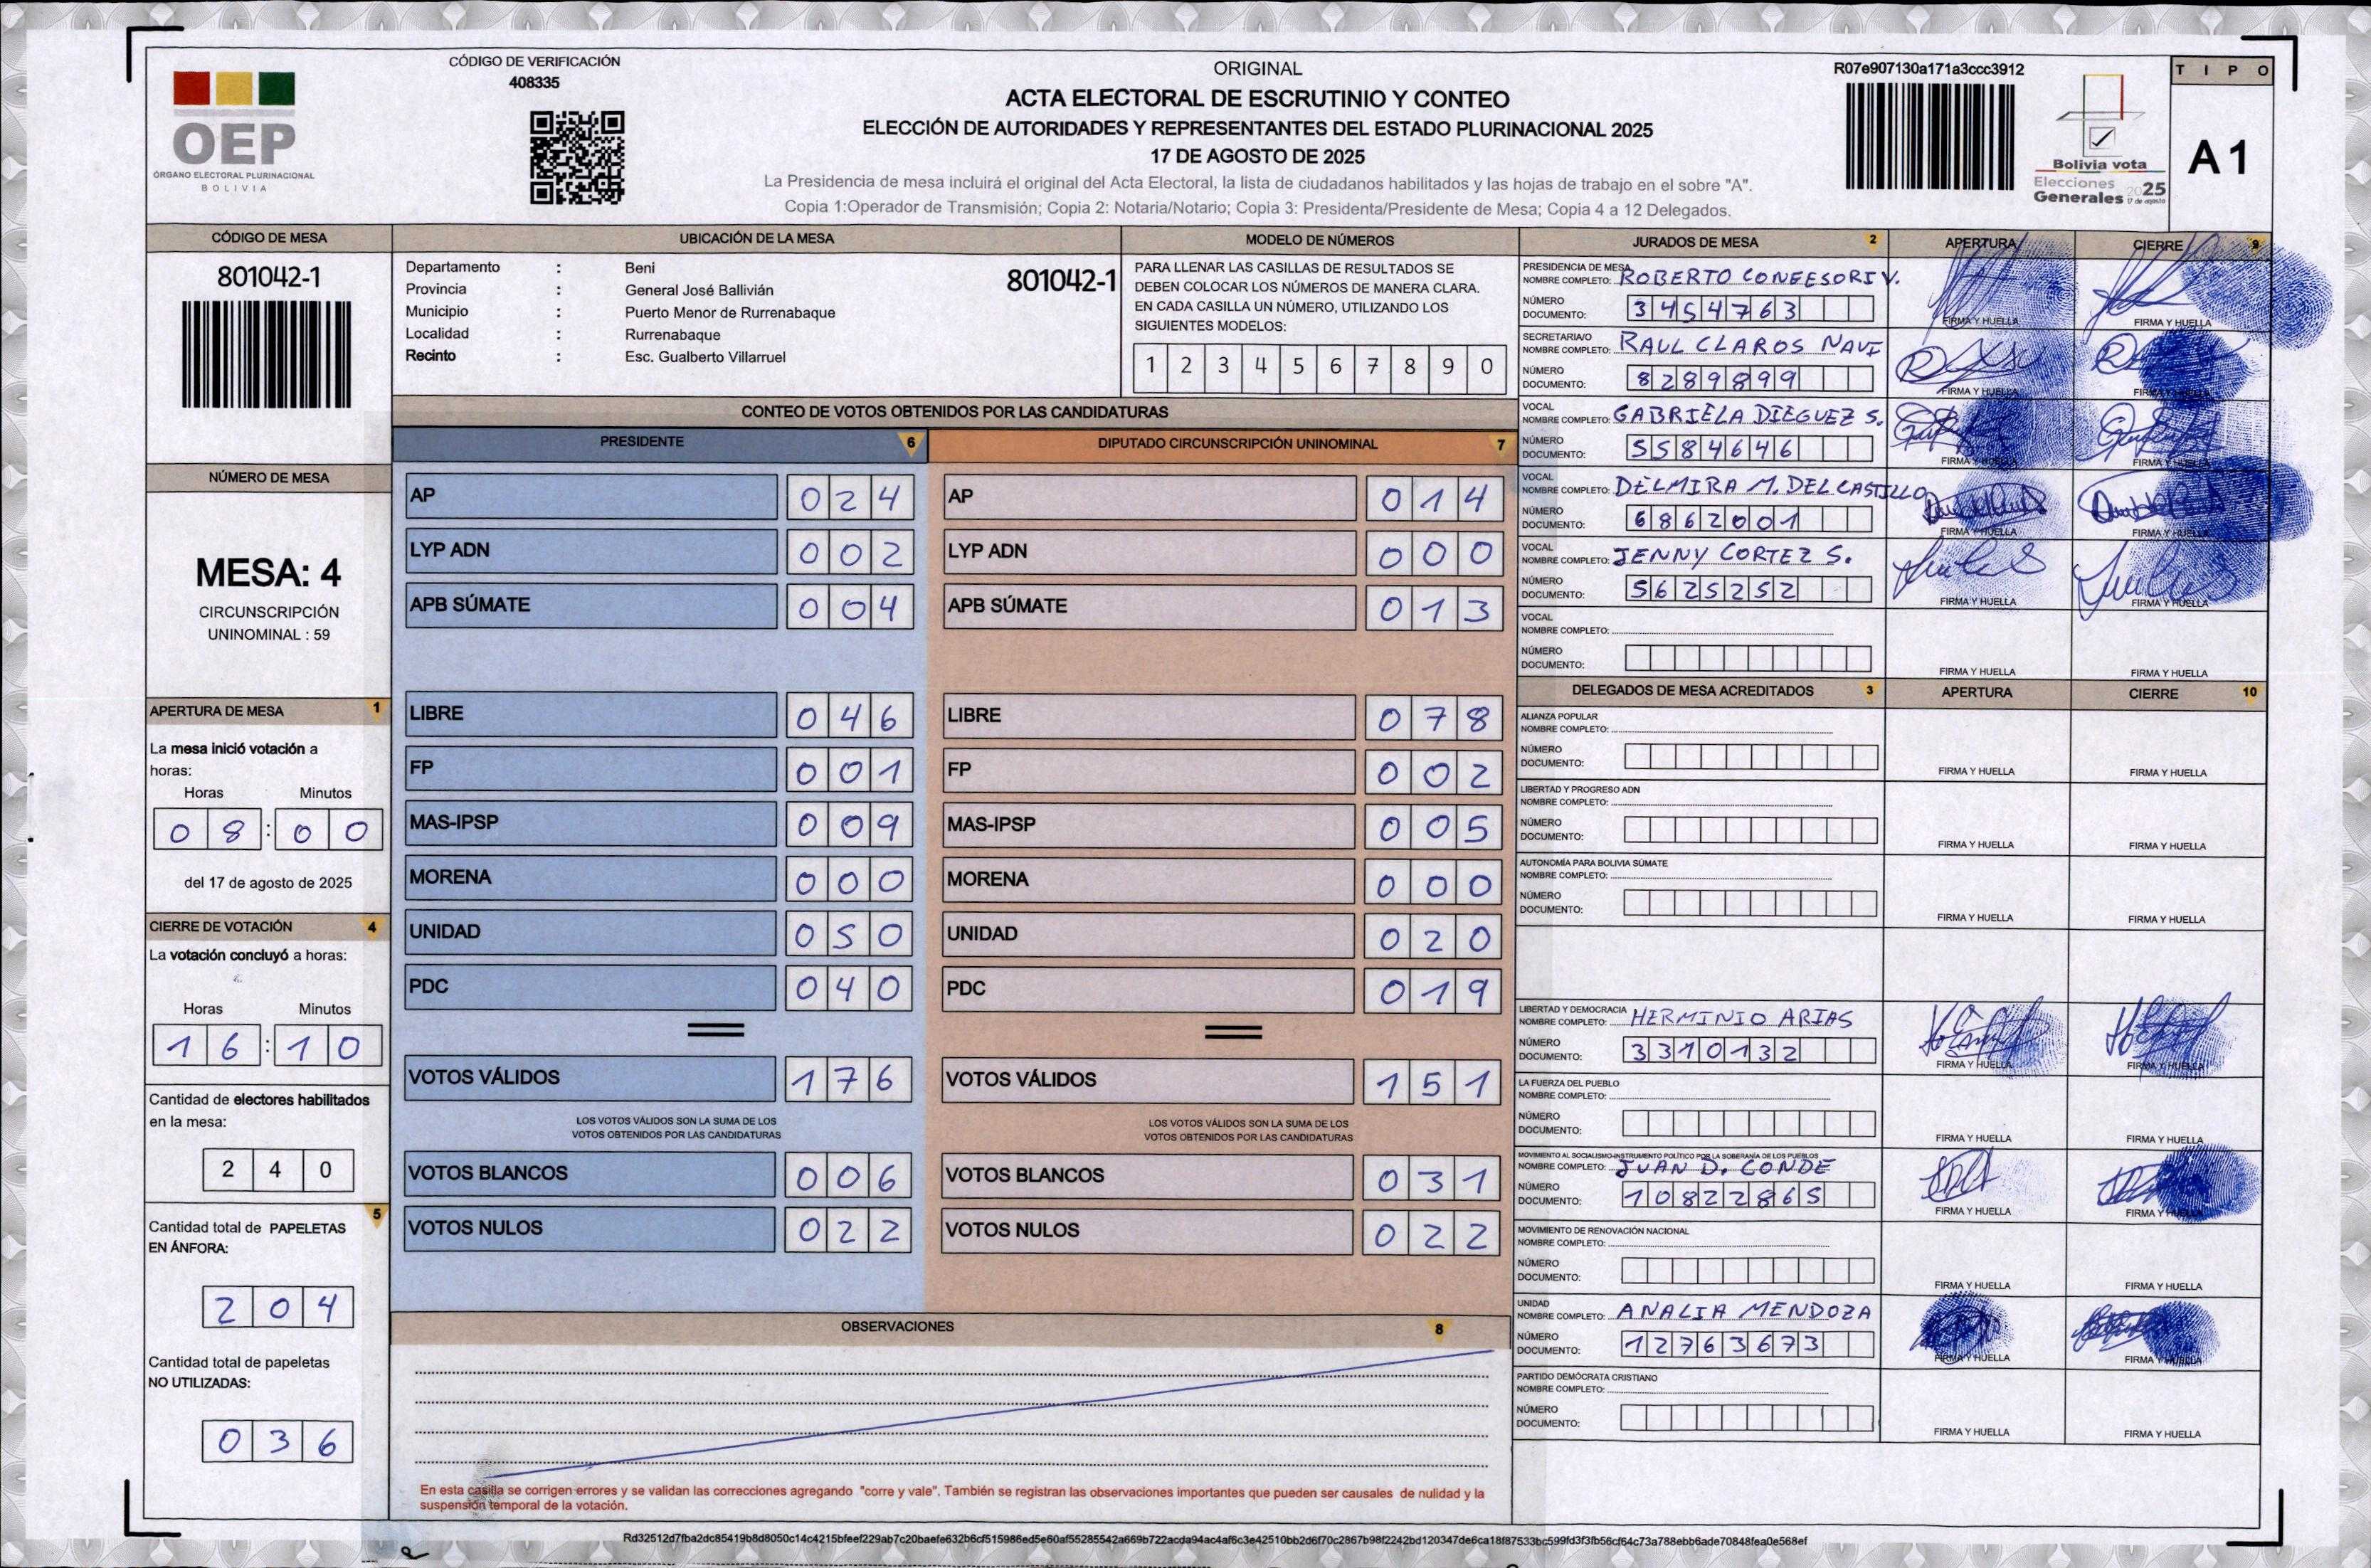 CÓDIGO DE VERIFICACIÓN
408335
OEP
ÓRGANO ELECTORAL PLURINACIONAL
BOLIVIA
ORIGINAL
ACTA ELECTORAL DE ESCRUTINIO Y CONTEO
ELECCIÓN DE AUTORIDADES Y REPRESENTANTES DEL ESTADO PLURINACIONAL 2025
17 DE AGOSTO DE 2025
La Presidencia de mesa incluirá el original del Acta Electoral, la lista de ciudadanos habilitados y las hojas de trabajo en el sobre "A".
Copia 1:Operador de Transmisión; Copia 2: Notaria/Notario; Copia 3: Presidenta/Presidente de Mesa; Copia 4 a 12 Delegados.
R07e907130a171a3ccc3912
Bolivia vota
Elecciones
Generales 2025
17 de agosto
TIPO
A1
CÓDIGO DE MESA
801042-1
NÚMERO DE MESA
MESA: 4
CIRCUNSCRIPCIÓN
UNINOMINAL : 59
APERTURA DE MESA 1
La mesa inició votación a
horas:
Horas Minutos
08:00
del 17 de agosto de 2025
CIERRE DE VOTACIÓN 4
La votación concluyó a horas:
Horas Minutos
16:10
Cantidad de electores habilitados
en la mesa:
240
5
Cantidad total de PAPELETAS
EN ÁNFORA:
204
Cantidad total de papeletas
NO UTILIZADAS:
036
UBICACIÓN DE LA MESA
Departamento : Beni
801042-1
Provincia : General José Ballivián
Municipio : Puerto Menor de Rurrenabaque
Localidad : Rurrenabaque
Recinto : Esc. Gualberto Villarruel
MODELO DE NÚMEROS
PARA LLENAR LAS CASILLAS DE RESULTADOS SE
DEBEN COLOCAR LOS NÚMEROS DE MANERA CLARA.
EN CADA CASILLA UN NÚMERO, UTILIZANDO LOS
SIGUIENTES MODELOS:
1 2 3 4 5 6 7 8 9 0
CONTEO DE VOTOS OBTENIDOS POR LAS CANDIDATURAS
PRESIDENTE 6
AP 024
LYP ADN 002
APB SÚMATE 004
LIBRE 046
FP 001
MAS-IPSP 009
MORENA 000
UNIDAD 050
PDC 040
VOTOS VÁLIDOS 176
LOS VOTOS VÁLIDOS SON LA SUMA DE LOS
VOTOS OBTENIDOS POR LAS CANDIDATURAS
VOTOS BLANCOS 006
VOTOS NULOS 022
DIPUTADO CIRCUNSCRIPCIÓN UNINOMINAL 7
AP 014
LYP ADN 000
APB SÚMATE 013
LIBRE 078
FP 002
MAS-IPSP 005
MORENA 000
UNIDAD 020
PDC 019
VOTOS VÁLIDOS 151
LOS VOTOS VÁLIDOS SON LA SUMA DE LOS
VOTOS OBTENIDOS POR LAS CANDIDATURAS
VOTOS BLANCOS 031
VOTOS NULOS 022
OBSERVACIONES 8
En esta casilla se corrigen errores y se validan las correcciones agregando "corre y vale". También se registran las observaciones importantes que pueden ser causales de nulidad y la
suspensión temporal de la votación.
JURADOS DE MESA 2 APERTURA CIERRE 9
PRESIDENCIA DE MESA
NOMBRE COMPLETO: ROBERTO CONFESORI V.
NÚMERO
DOCUMENTO: 3454763
FIRMA Y HUELLA FIRMA Y HUELLA
SECRETARIA/O
NOMBRE COMPLETO: RAUL CLAROS NAVI
NÚMERO
DOCUMENTO: 8289899
FIRMA Y HUELLA FIRMA Y HUELLA
VOCAL
NOMBRE COMPLETO: GABRIELA DIEGUEZ S.
NÚMERO
DOCUMENTO: 5584646
FIRMA Y HUELLA FIRMA Y HUELLA
VOCAL
NOMBRE COMPLETO: DELMIRA M. DEL CASTILLO
NÚMERO
DOCUMENTO: 6862001
FIRMA Y HUELLA FIRMA Y HUELLA
VOCAL
NOMBRE COMPLETO: JENNY CORTEZ S.
NÚMERO
DOCUMENTO: 5625252
FIRMA Y HUELLA FIRMA Y HUELLA
VOCAL
NOMBRE COMPLETO:
NÚMERO
DOCUMENTO:
FIRMA Y HUELLA FIRMA Y HUELLA
DELEGADOS DE MESA ACREDITADOS 3 APERTURA CIERRE 10
ALIANZA POPULAR
NOMBRE COMPLETO:
NÚMERO
DOCUMENTO:
FIRMA Y HUELLA FIRMA Y HUELLA
LIBERTAD Y PROGRESO ADN
NOMBRE COMPLETO:
NÚMERO
DOCUMENTO:
FIRMA Y HUELLA FIRMA Y HUELLA
AUTONOMÍA PARA BOLIVIA SÚMATE
NOMBRE COMPLETO:
NÚMERO
DOCUMENTO:
FIRMA Y HUELLA FIRMA Y HUELLA
LIBERTAD Y DEMOCRACIA
NOMBRE COMPLETO: HERMINIO ARIAS
NÚMERO
DOCUMENTO: 3310132
FIRMA Y HUELLA FIRMA Y HUELLA
LA FUERZA DEL PUEBLO
NOMBRE COMPLETO:
NÚMERO
DOCUMENTO:
FIRMA Y HUELLA FIRMA Y HUELLA
MOVIMIENTO AL SOCIALISMO-INSTRUMENTO POLÍTICO POR LA SOBERANÍA DE LOS PUEBLOS
NOMBRE COMPLETO: JUAN D. CONDE
NÚMERO
DOCUMENTO: 10822865
FIRMA Y HUELLA FIRMA Y HUELLA
MOVIMIENTO DE RENOVACIÓN NACIONAL
NOMBRE COMPLETO:
NÚMERO
DOCUMENTO:
FIRMA Y HUELLA FIRMA Y HUELLA
UNIDAD
NOMBRE COMPLETO: ANALIA MENDOZA
NÚMERO
DOCUMENTO: 12763673
FIRMA Y HUELLA FIRMA Y HUELLA
PARTIDO DEMÓCRATA CRISTIANO
NOMBRE COMPLETO:
NÚMERO
DOCUMENTO:
FIRMA Y HUELLA FIRMA Y HUELLA